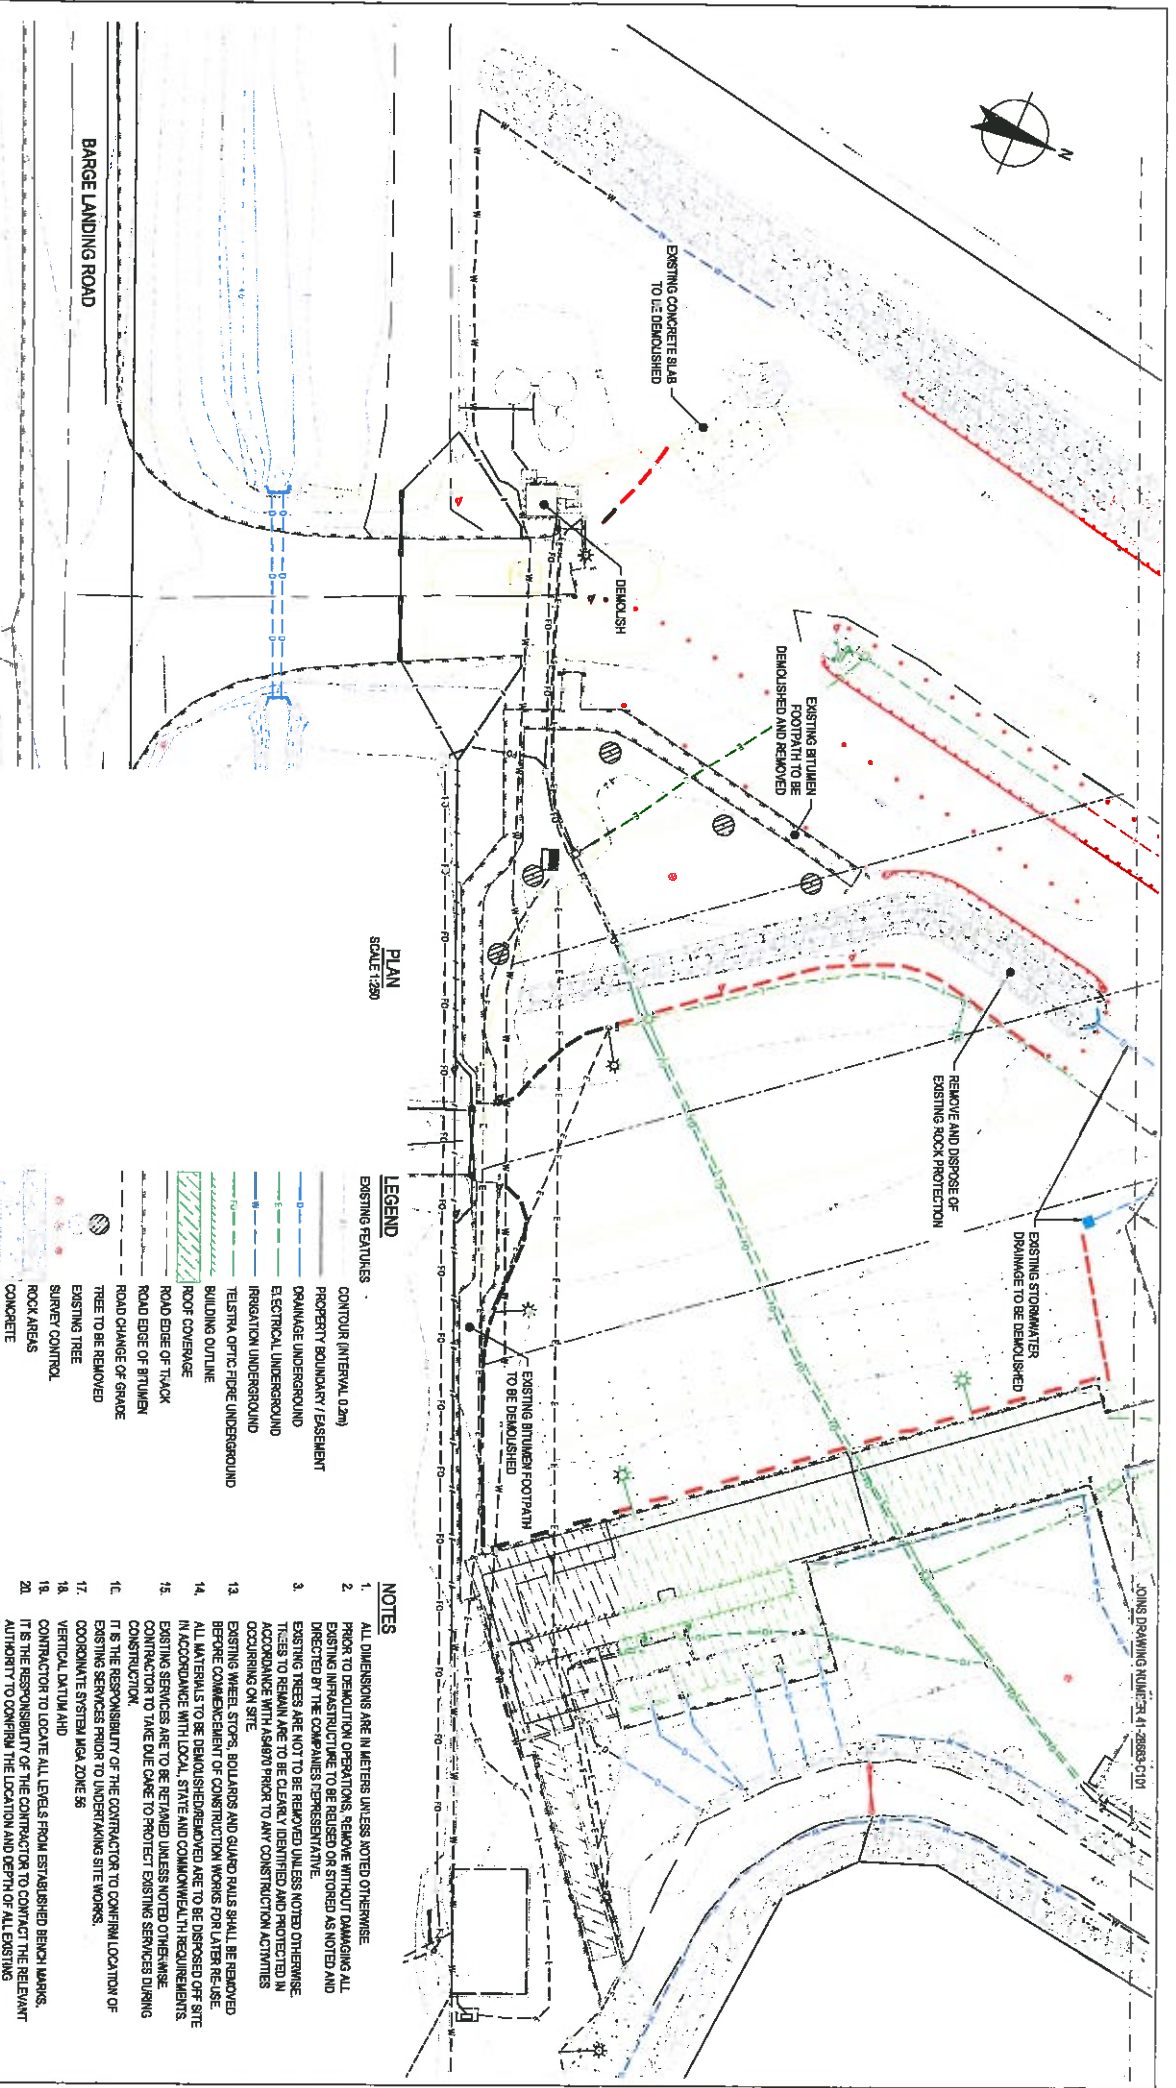 N
JOINS DRAWING NUMBER 41-28683-C101
EXISTING CONCRETE SLAB
TO BE DEMOLISHED
DEMOLISH
EXISTING BITUMEN
FOOTPATH TO BE
DEMOLISHED AND REMOVED
REMOVE AND DISPOSE OF
EXISTING ROCK PROTECTION
EXISTING STORMWATER
DRAINAGE TO BE DEMOLISHED
EXISTING BITUMEN FOOTPATH
TO BE DEMOLISHED
BARGE LANDING ROAD
PLAN
SCALE 1:250
LEGEND
EXISTING FEATURES -
CONTOUR (INTERVAL 0.2m)
PROPERTY BOUNDARY / EASEMENT
DRAINAGE UNDERGROUND
ELECTRICAL UNDERGROUND
IRRIGATION UNDERGROUND
TELSTRA OPTIC FIBRE UNDERGROUND
BUILDING OUTLINE
ROOF COVERAGE
ROAD EDGE OF TRACK
ROAD EDGE OF BITUMEN
ROAD CHANGE OF GRADE
TREE TO BE REMOVED
EXISTING TREE
SURVEY CONTROL
ROCK AREAS
CONCRETE
NOTES
1. ALL DIMENSIONS ARE IN METERS UNLESS NOTED OTHERWISE.
2. PRIOR TO DEMOLITION OPERATIONS, REMOVE WITHOUT DAMAGING ALL
EXISTING INFRASTRUCTURE TO BE REUSED OR STORED AS NOTED AND
DIRECTED BY THE COMPANIES REPRESENTATIVE.
3. EXISTING TREES ARE NOT TO BE REMOVED UNLESS NOTED OTHERWISE.
TREES TO REMAIN ARE TO BE CLEARLY IDENTIFIED AND PROTECTED IN
ACCORDANCE WITH AS4970 PRIOR TO ANY CONSTRUCTION ACTIVITIES
OCCURRING ON SITE.
13. EXISTING WHEEL STOPS, BOLLARDS AND GUARD RAILS SHALL BE REMOVED
BEFORE COMMENCEMENT OF CONSTRUCTION WORKS FOR LATER RE-USE.
14. ALL MATERIALS TO BE DEMOLISHED/REMOVED ARE TO BE DISPOSED OFF SITE
IN ACCORDANCE WITH LOCAL, STATE AND COMMONWEALTH REQUIREMENTS.
15. EXISTING SERVICES ARE TO BE RETAINED UNLESS NOTED OTHERWISE.
CONTRACTOR TO TAKE DUE CARE TO PROTECT EXISTING SERVICES DURING
CONSTRUCTION.
16. IT IS THE RESPONSIBILITY OF THE CONTRACTOR TO CONFIRM LOCATION OF
EXISTING SERVICES PRIOR TO UNDERTAKING SITE WORKS.
17. COORDINATE SYSTEM MGA ZONE 56
18. VERTICAL DATUM AHD
19. CONTRACTOR TO LOCATE ALL LEVELS FROM ESTABLISHED BENCH MARKS.
20. IT IS THE RESPONSIBILITY OF THE CONTRACTOR TO CONTACT THE RELEVANT
AUTHORITY TO CONFIRM THE LOCATION AND DEPTH OF ALL EXISTING